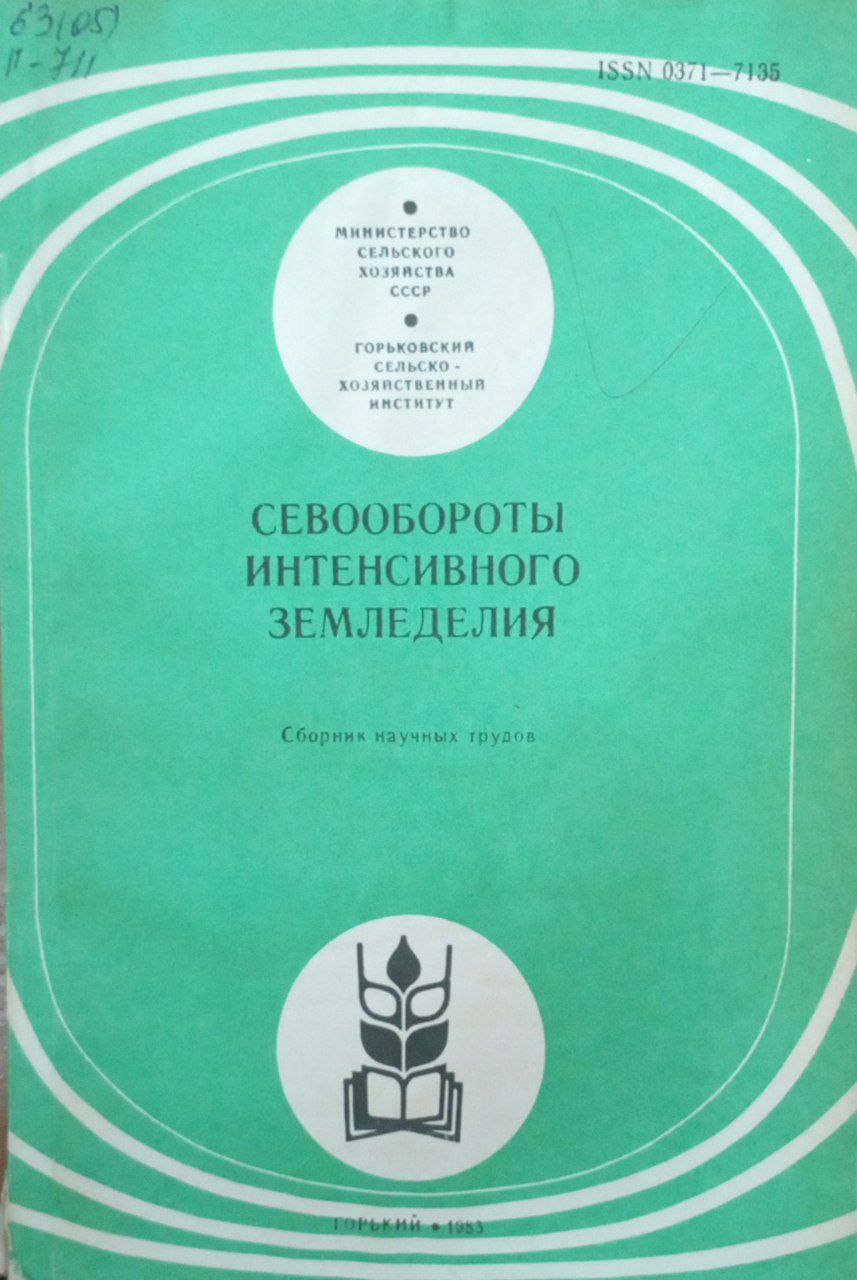 63(05)
П-711
ISSN 0371—7135
МИНИСТЕРСТВО
СЕЛЬСКОГО
ХОЗЯЙСТВА
СССР
ГОРЬКОВСКИЙ
СЕЛЬСКО-
ХОЗЯЙСТВЕННЫЙ
ИНСТИТУТ
СЕВООБОРОТЫ
ИНТЕНСИВНОГО
ЗЕМЛЕДЕЛИЯ
Сборник научных трудов
ГОРЬКИЙ • 1983